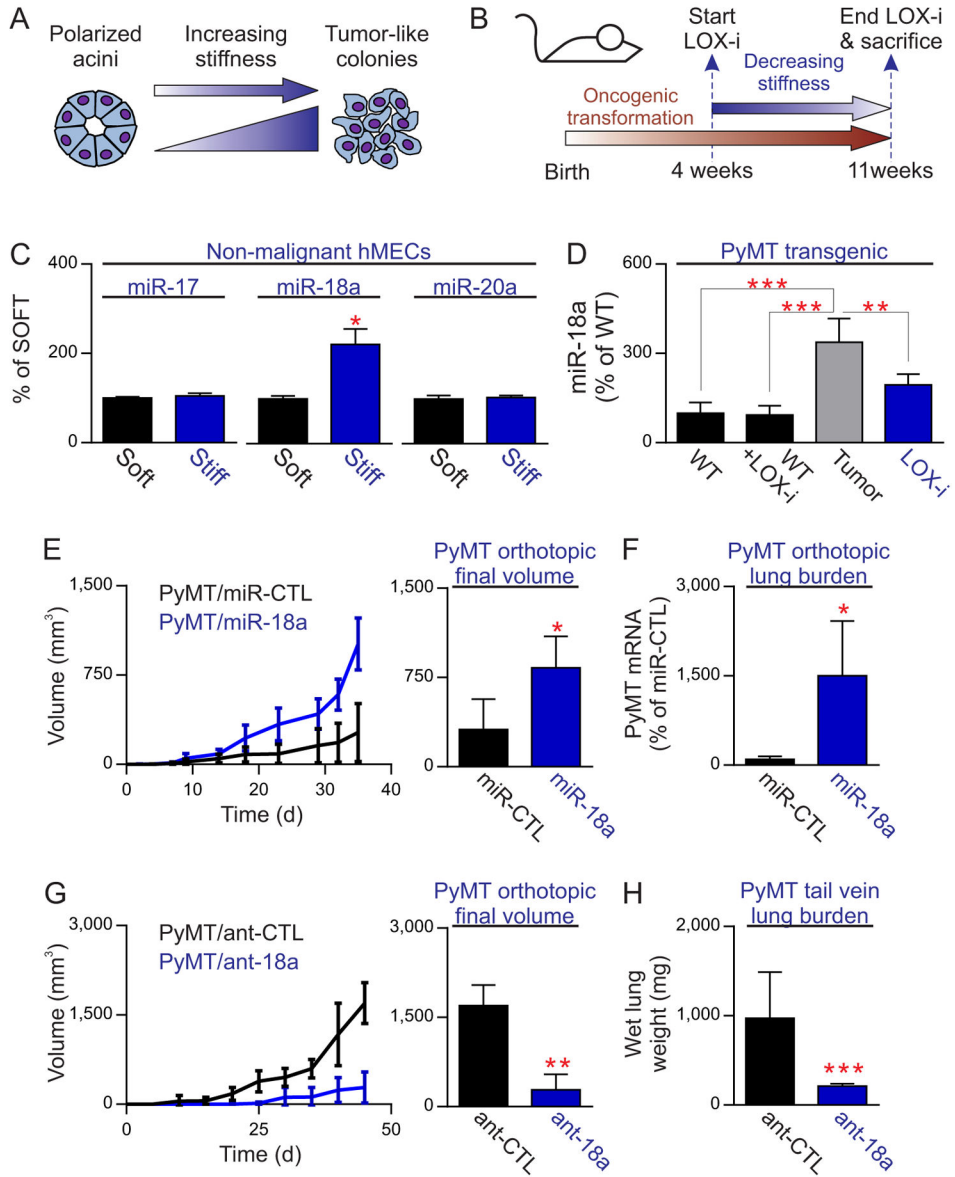 A
Polarized
acini
Increasing
stiffness
Tumor-like
colonies
B
Start
LOX-i
End LOX-i
& sacrifice
Decreasing
stiffness
Oncogenic
transformation
Birth
4 weeks
11weeks
C
Non-malignant hMECs
miR-17
miR-18a
miR-20a
% of SOFT
400
200
0
*
Soft
Stiff
Soft
Stiff
Soft
Stiff
D
PyMT transgenic
miR-18a
(% of WT)
600
300
0
***
***
**
WT
WT
+LOX-i
Tumor
LOX-i
E
PyMT/miR-CTL
PyMT/miR-18a
Volume (mm³)
1,500
750
0
0
10
20
30
40
Time (d)
PyMT orthotopic
final volume
1,500
750
0
*
miR-CTL
miR-18a
F
PyMT orthotopic
lung burden
PyMT mRNA
(% of miR-CTL)
3,000
1,500
0
*
miR-CTL
miR-18a
G
PyMT/ant-CTL
PyMT/ant-18a
Volume (mm³)
3,000
1,500
0
0
25
50
Time (d)
PyMT orthotopic
final volume
3,000
1,500
0
**
ant-CTL
ant-18a
H
PyMT tail vein
lung burden
Wet lung
weight (mg)
2,000
1,000
0
***
ant-CTL
ant-18a